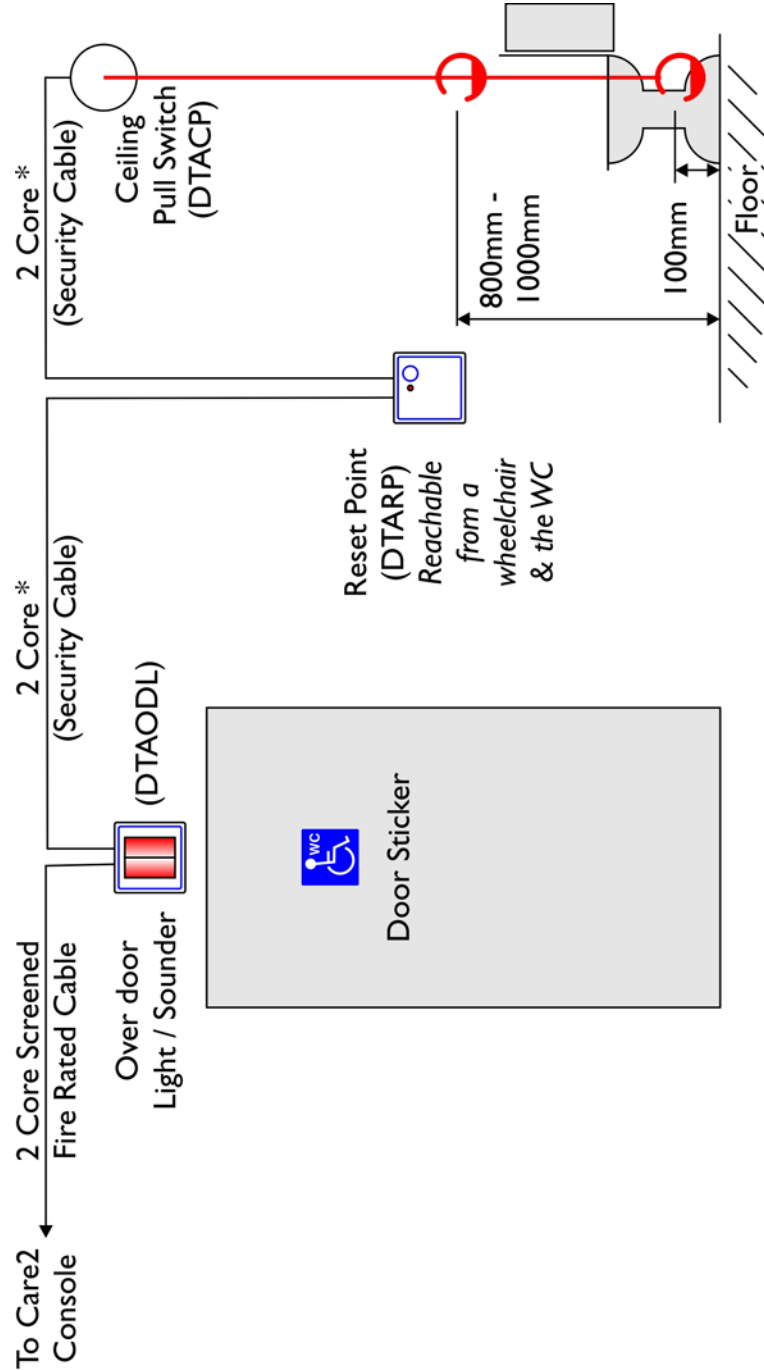 To Care2
Console
2 Core Screened
Fire Rated Cable
2 Core *
(Security Cable)
2 Core *
(Security Cable)
Over door
Light / Sounder
(DTAODL)
Ceiling
Pull Switch
(DTACP)
WC
Door Sticker
Reset Point
(DTARP)
Reachable
from a
wheelchair
& the WC
800mm -
1000mm
100mm
Floor